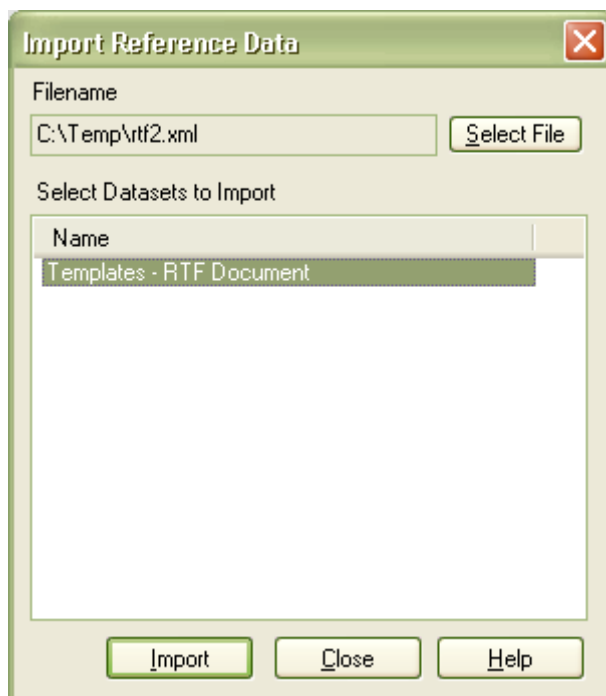 Import Reference Data
Filename
C:\Temp\rtf2.xml
Select File
Select Datasets to Import
Name
Templates - RTF Document
Import Close Help